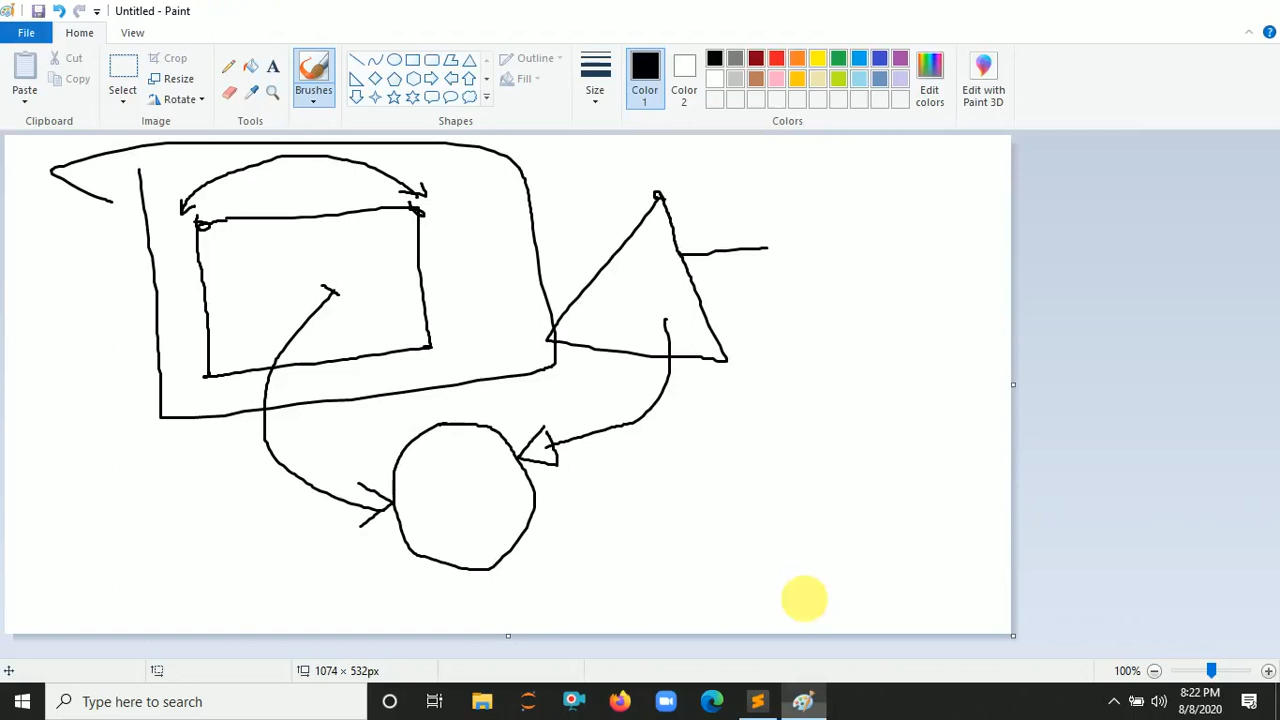 Untitled - Paint
File
Home
View
Paste
Cut
Copy
Clipboard
Select
Crop
Resize
Rotate
Image
Tools
Brushes
Shapes
Outline
Fill
Size
Color
1
Color
2
Edit
colors
Edit with
Paint 3D
Colors
1074 × 532px
100%
Type here to search
8:22 PM
8/8/2020